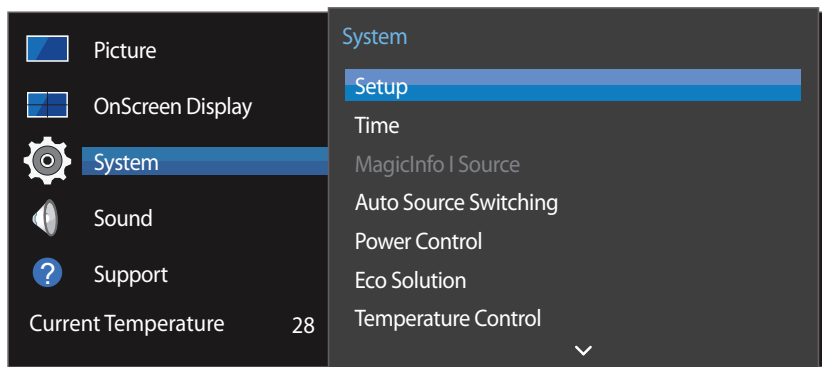 Picture
OnScreen Display
System
Sound
?
Support
Current Temperature 28
System
Setup
Time
MagicInfo I Source
Auto Source Switching
Power Control
Eco Solution
Temperature Control